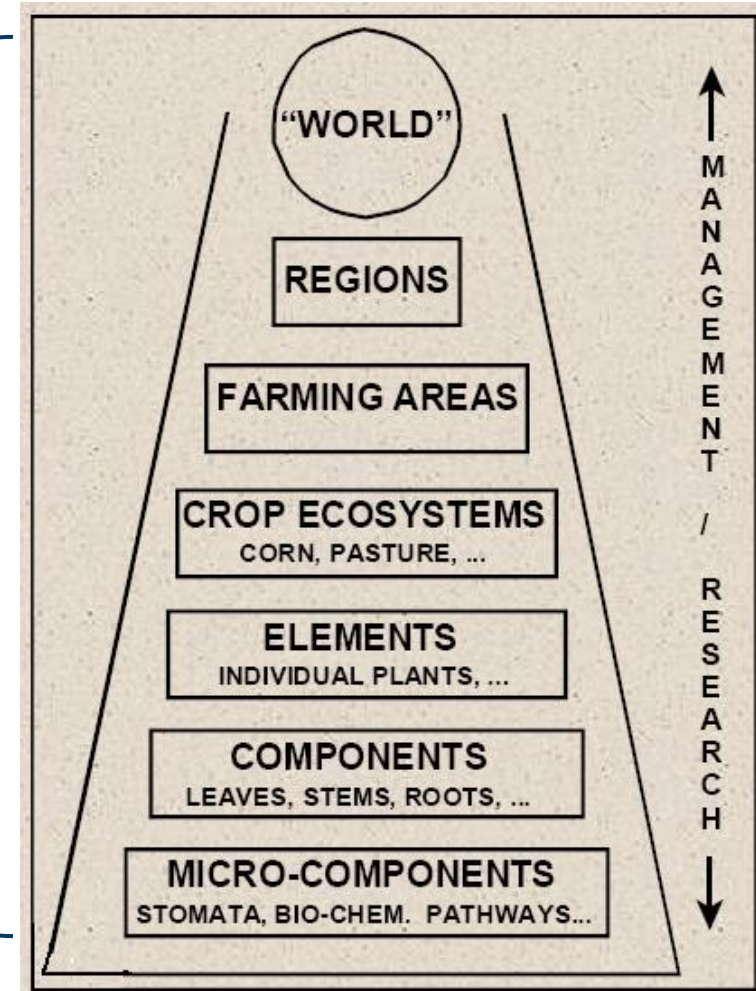 “WORLD”
REGIONS
FARMING AREAS
CROP ECOSYSTEMS
CORN, PASTURE, ...
ELEMENTS
INDIVIDUAL PLANTS, ...
COMPONENTS
LEAVES, STEMS, ROOTS, ...
MICRO-COMPONENTS
STOMATA, BIO-CHEM. PATHWAYS...
MANAGEMENT / RESEARCH